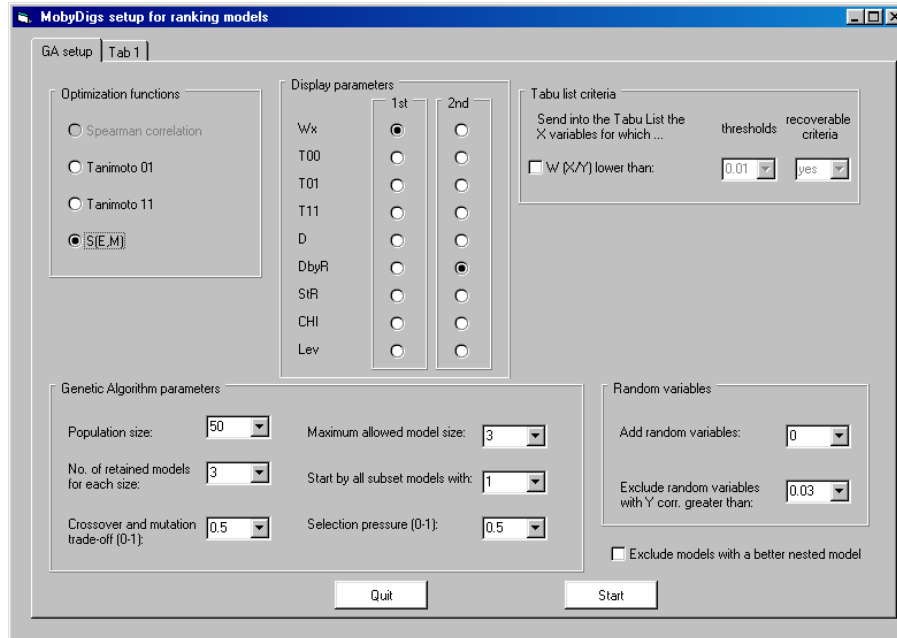 MobyDigs setup for ranking models
GA setup
Tab 1
Optimization functions
Spearman correlation
Tanimoto 01
Tanimoto 11
S(E,M)
Display parameters
1st
2nd
Wx
T00
T01
T11
D
DbyR
StR
CHI
Lev
Tabu list criteria
Send into the Tabu List the
X variables for which ...
thresholds
recoverable
criteria
W (X/Y) lower than:
0.01
yes
Genetic Algorithm parameters
Population size:
50
No. of retained models
for each size:
3
Crossover and mutation
trade-off (0-1):
0.5
Maximum allowed model size:
3
Start by all subset models with:
1
Selection pressure (0-1):
0.5
Random variables
Add random variables:
0
Exclude random variables
with Y corr. greater than:
0.03
Exclude models with a better nested model
Quit
Start